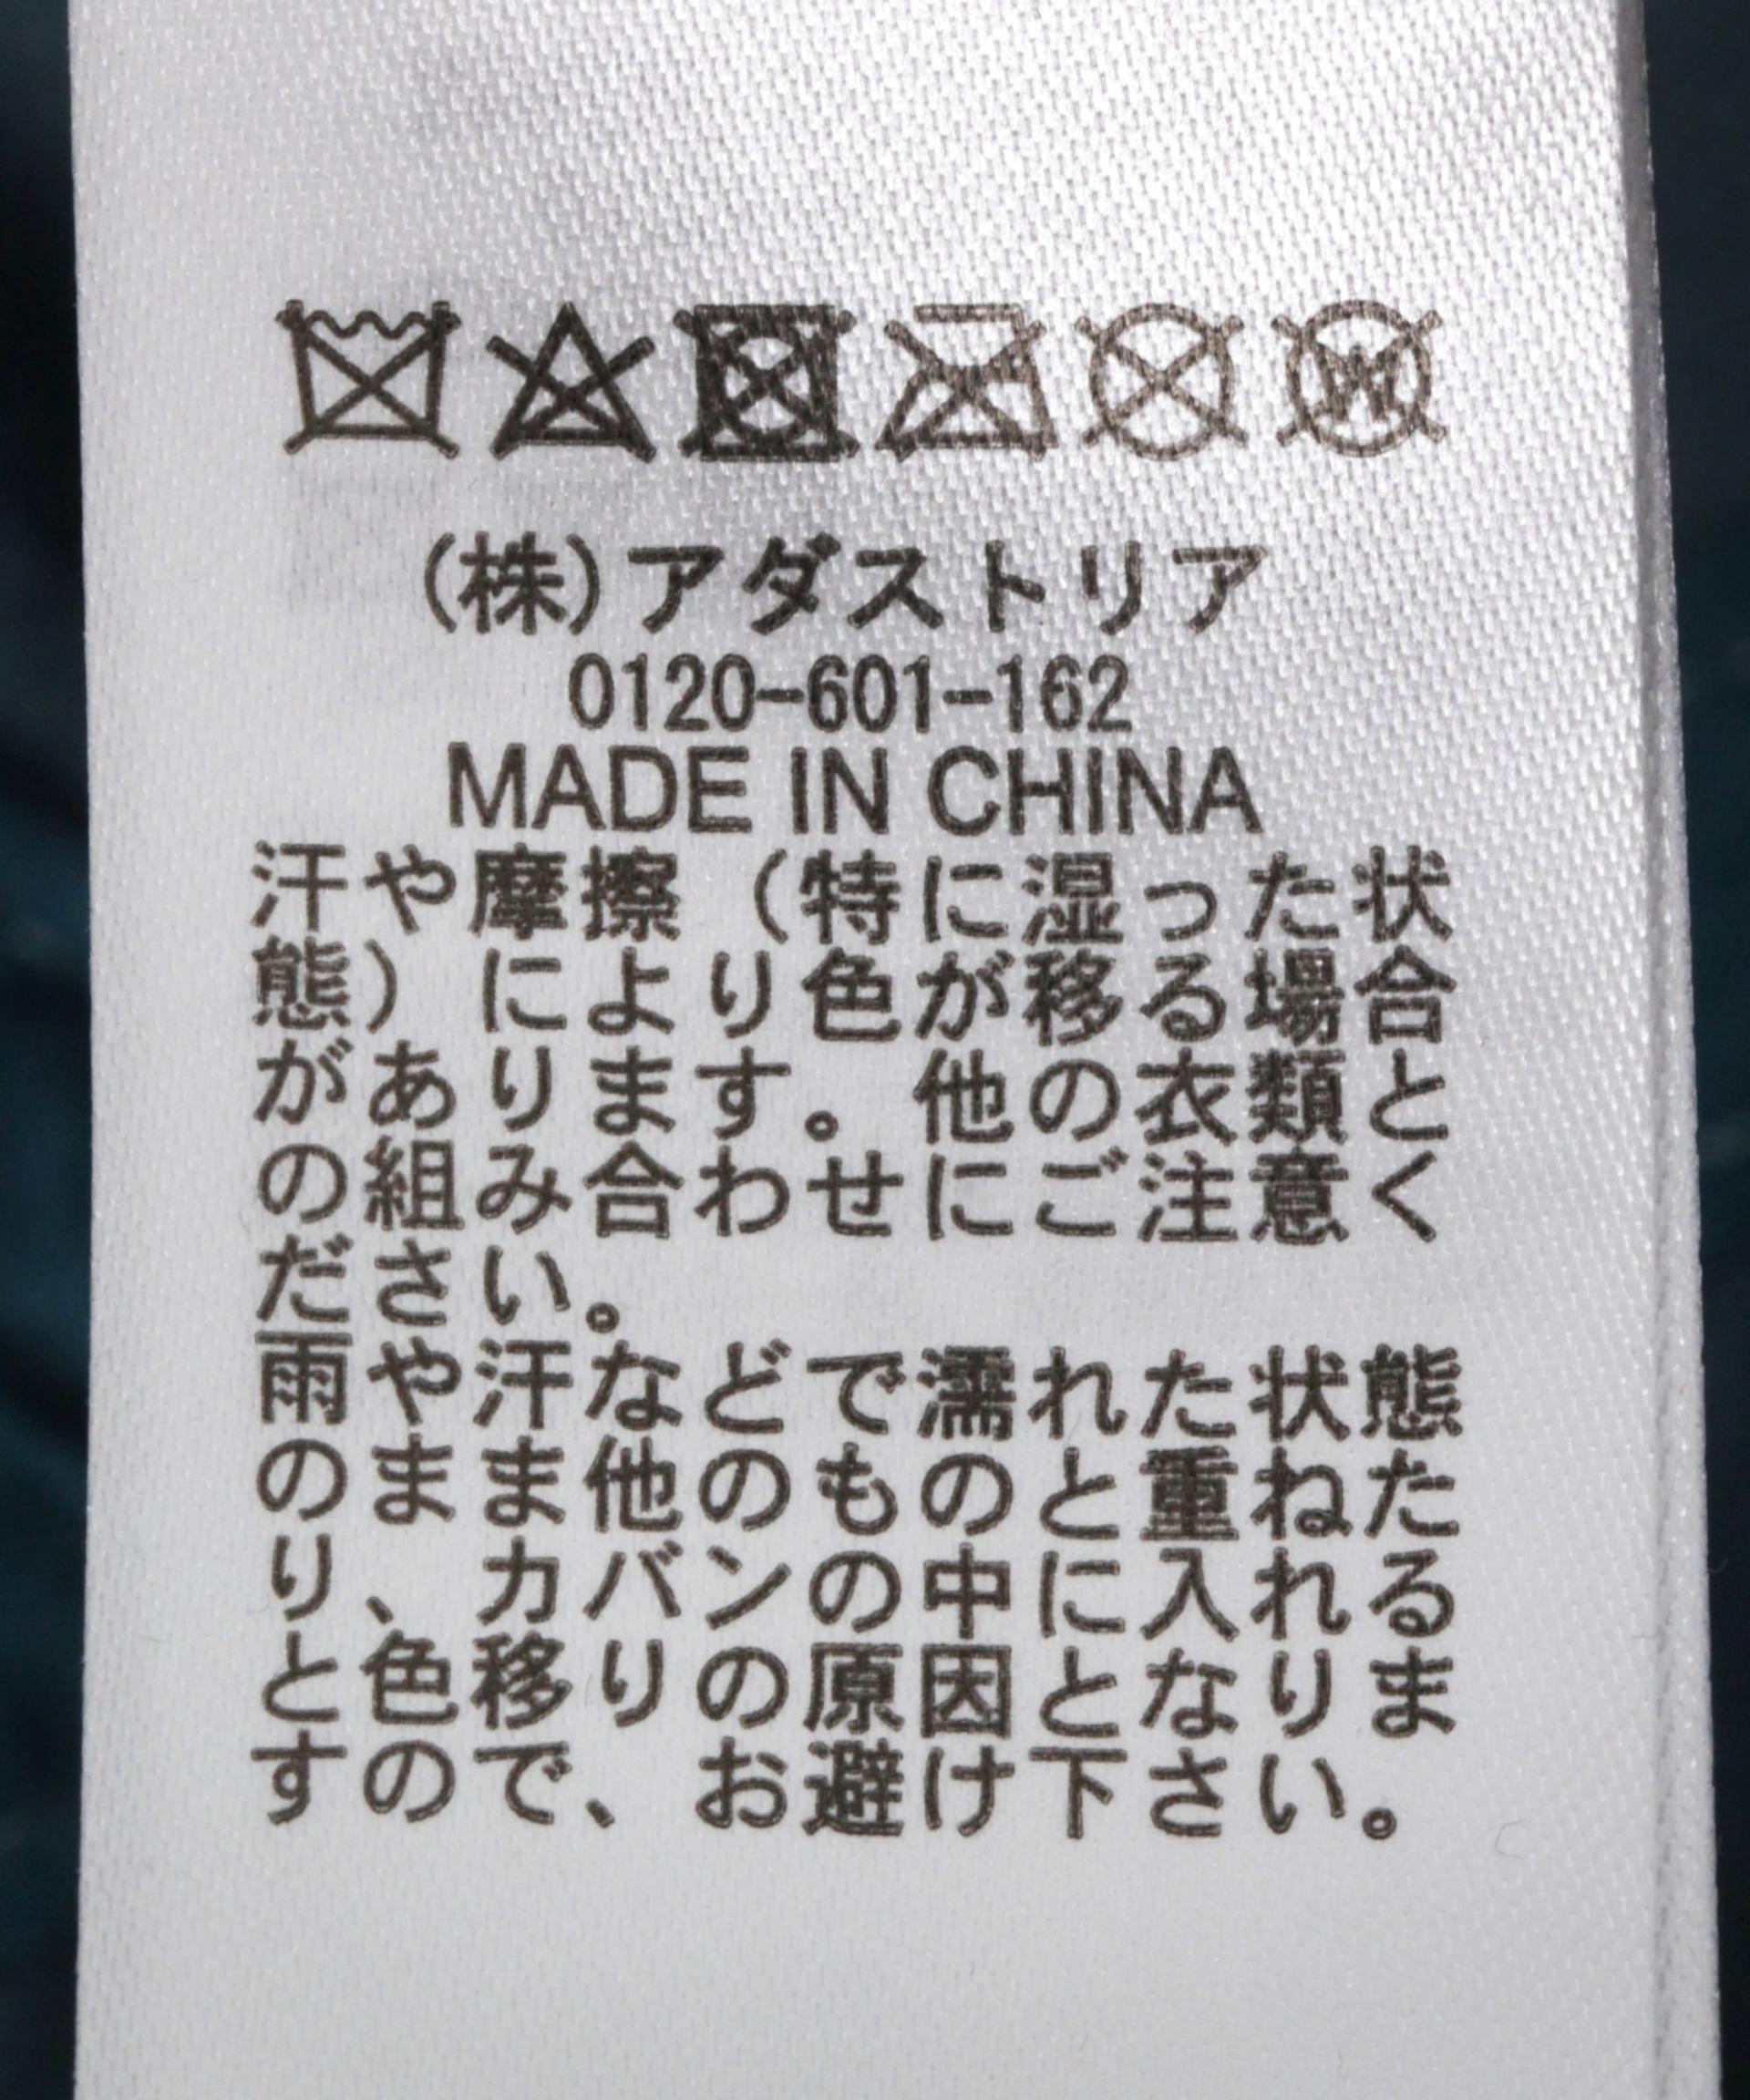 (株)アダストリア
0120-601-162
MADE IN CHINA
汗や摩擦（特に湿った状
態）により色が移る場合
があります。他の衣類と
の組み合わせにご注意く
ださい。
雨や汗などで濡れた状態
のまま他のものと重ねた
り、カバンの中に入れる
と色移りの原因となりま
すので、お避け下さい。